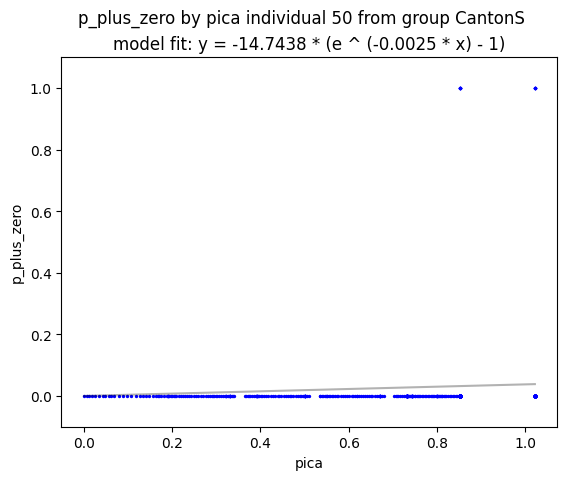 p_plus_zero by pica individual 50 from group CantonS
model fit: y = -14.7438 * (e ^ (-0.0025 * x) - 1)
1.0
0.8
0.6
0.4
0.2
0.0
p_plus_zero
0.0 0.2 0.4 0.6 0.8 1.0
pica